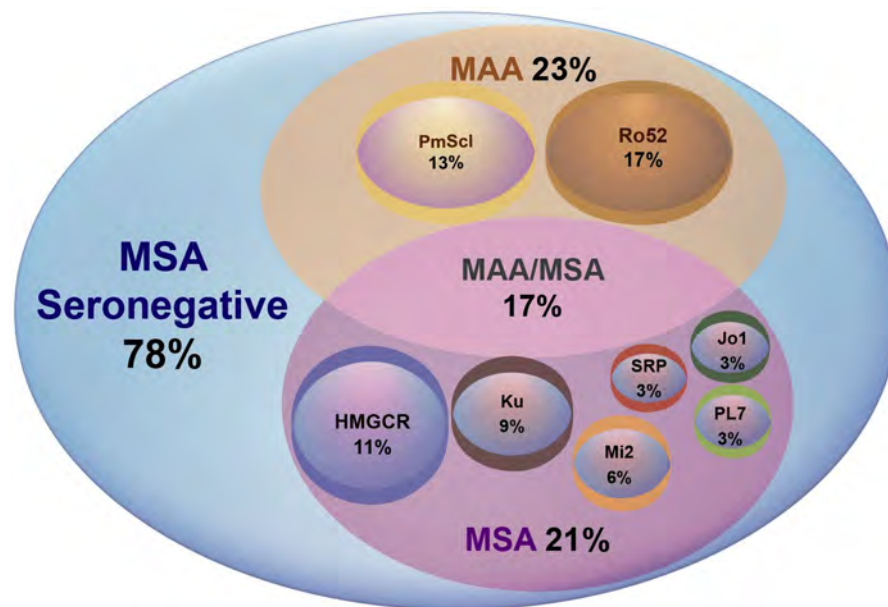 MAA 23%
PmScl
13%
Ro52
17%
MSA
Seronegative
78%
MAA/MSA
17%
Jo1
3%
SRP
3%
HMGCR
11%
Ku
9%
PL7
3%
Mi2
6%
MSA 21%